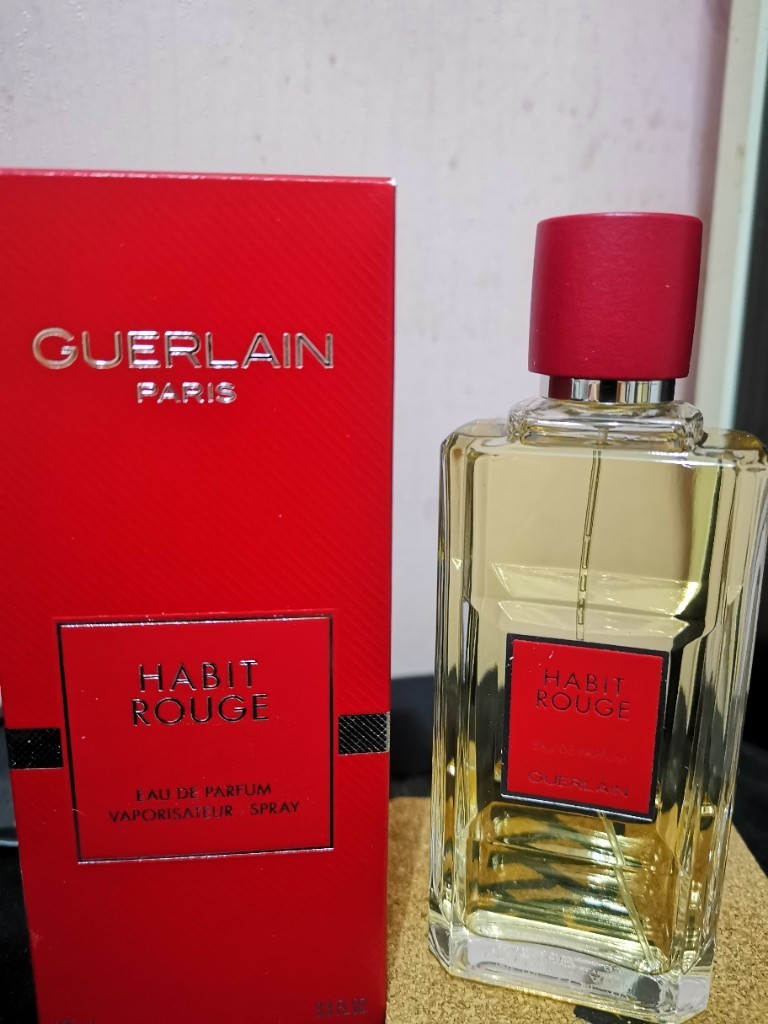 GUERLAIN
PARIS
HABIT
ROUGE
EAU DE PARFUM
VAPORISATEUR . SPRAY
HABIT
ROUGE
EAU DE PARFUM
GUERLAIN